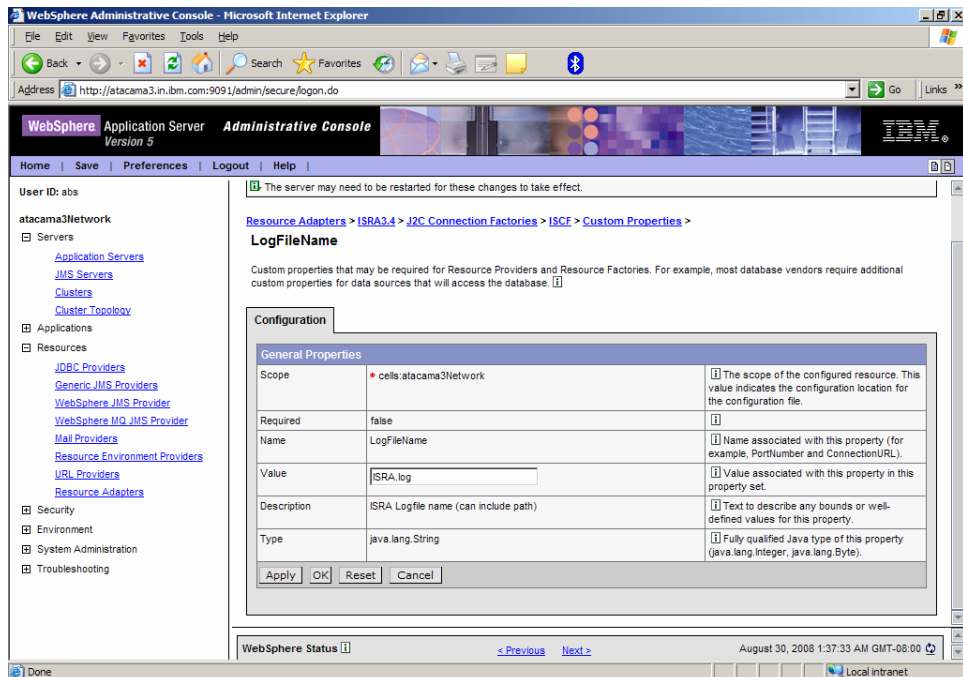 WebSphere Administrative Console - Microsoft Internet Explorer
File Edit View Favorites Tools Help
Back Search Favorites
Address http://atacama3.in.ibm.com:9091/admin/secure/logon.do Go Links »
WebSphere. Application Server Administrative Console
Version 5
IBM.
Home | Save | Preferences | Logout | Help |
User ID: abs
atacama3Network
Servers
Application Servers
JMS Servers
Clusters
Cluster Topology
Applications
Resources
JDBC Providers
Generic JMS Providers
WebSphere JMS Provider
WebSphere MQ JMS Provider
Mail Providers
Resource Environment Providers
URL Providers
Resource Adapters
Security
Environment
System Administration
Troubleshooting
The server may need to be restarted for these changes to take effect.
Resource Adapters > ISRA3.4 > J2C Connection Factories > ISCF > Custom Properties >
LogFileName
Custom properties that may be required for Resource Providers and Resource Factories. For example, most database vendors require additional
custom properties for data sources that will access the database. i
Configuration
General Properties
Scope * cells:atacama3Network i The scope of the configured resource. This
value indicates the configuration location for
the configuration file.
Required false i
Name LogFileName i Name associated with this property (for
example, PortNumber and ConnectionURL).
Value ISRA.log i Value associated with this property in this
property set.
Description ISRA Logfile name (can include path) i Text to describe any bounds or well-
defined values for this property.
Type java.lang.String i Fully qualified Java type of this property
(java.lang.Integer, java.lang.Byte).
Apply OK Reset Cancel
WebSphere Status i < Previous Next > August 30, 2008 1:37:33 AM GMT-08:00
Done Local intranet